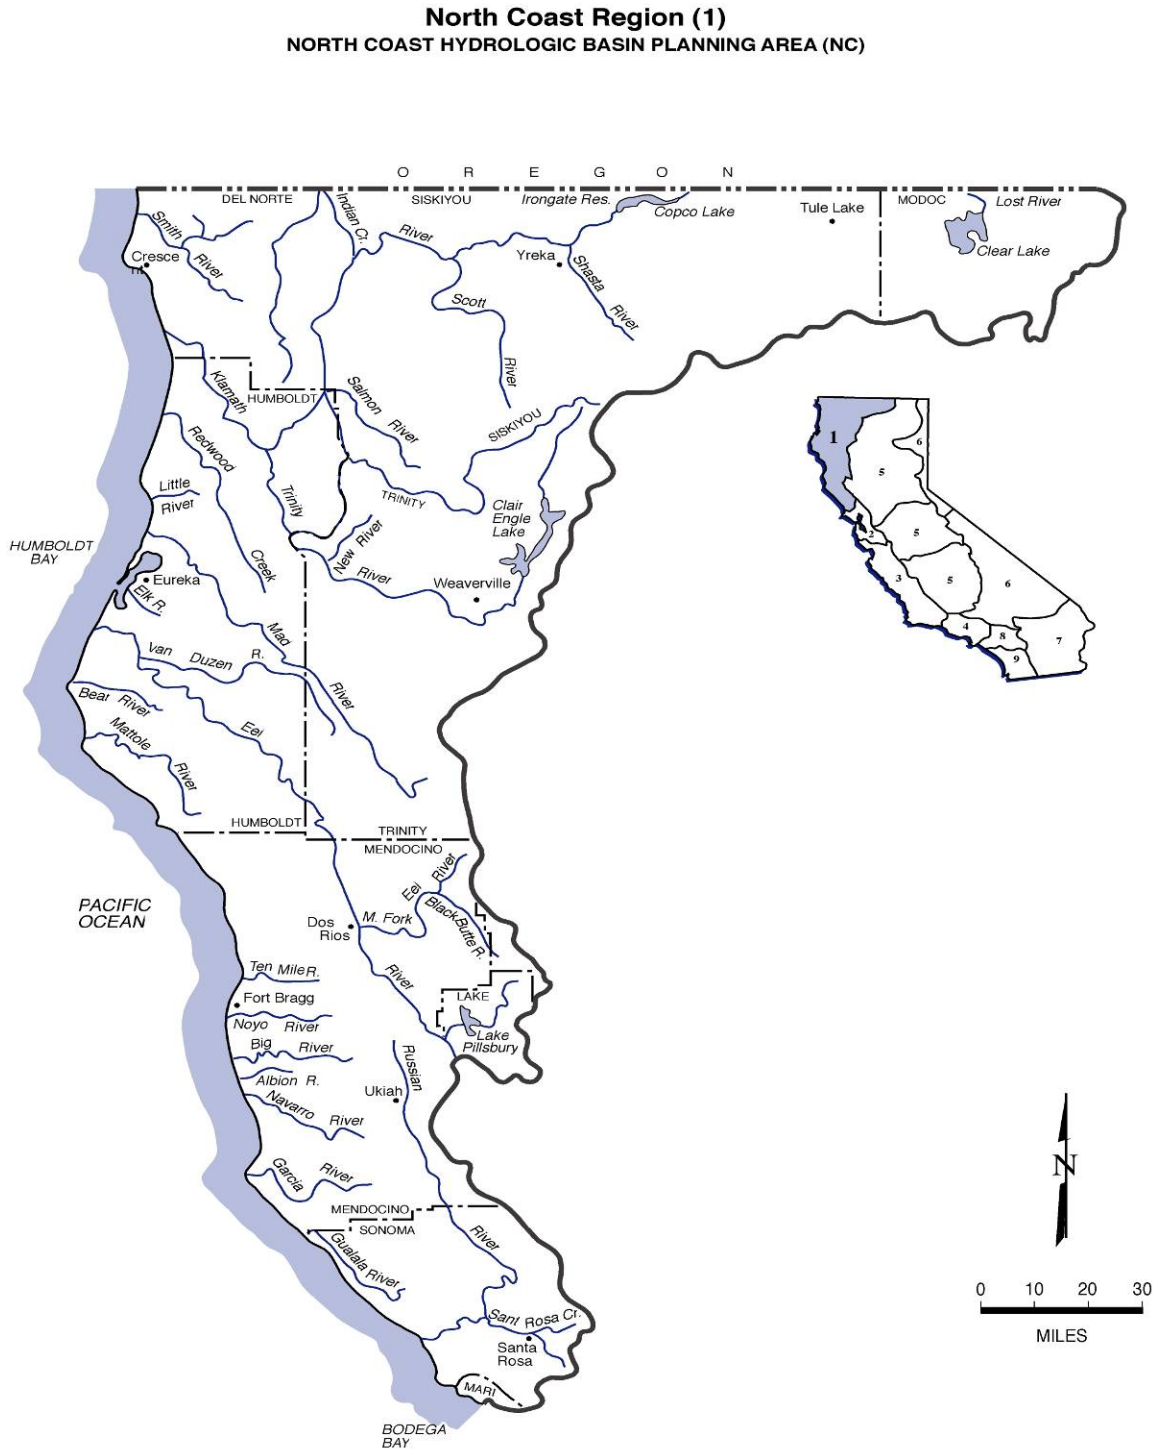 North Coast Region (1)
NORTH COAST HYDROLOGIC BASIN PLANNING AREA (NC)
O R E G O N
DEL NORTE
SISKIYOU
Irongate Res.
Copco Lake
Tule Lake
MODOC
Lost River
Clear Lake
Smith
River
Indian Cr.
River
Yreka
Shasta
River
Cresce
nt
Scott
River
Klamath
HUMBOLDT
Salmon
River
SISKIYOU
Redwood
Creek
Little
River
Trinity
TRINITY
New River
River
Clair
Engle
Lake
Weaverville
HUMBOLDT
BAY
Eureka
Elk R.
Mad
River
Van Duzen R.
Bear River
Eel
Mattole
River
HUMBOLDT
TRINITY
MENDOCINO
PACIFIC
OCEAN
Eel River
Black Butte R.
M. Fork
Dos
Rios
River
Ten Mile R.
Fort Bragg
LAKE
Noyo River
Lake
Pillsbury
Big River
Russian
Albion R.
Ukiah
Navarro River
Garcia River
MENDOCINO
SONOMA
River
Gualala River
Sant Rosa Cr.
Santa
Rosa
MARI
BODEGA
BAY
1
6
5
5
2
3
5
6
4
8
7
9
N
0 10 20 30
MILES